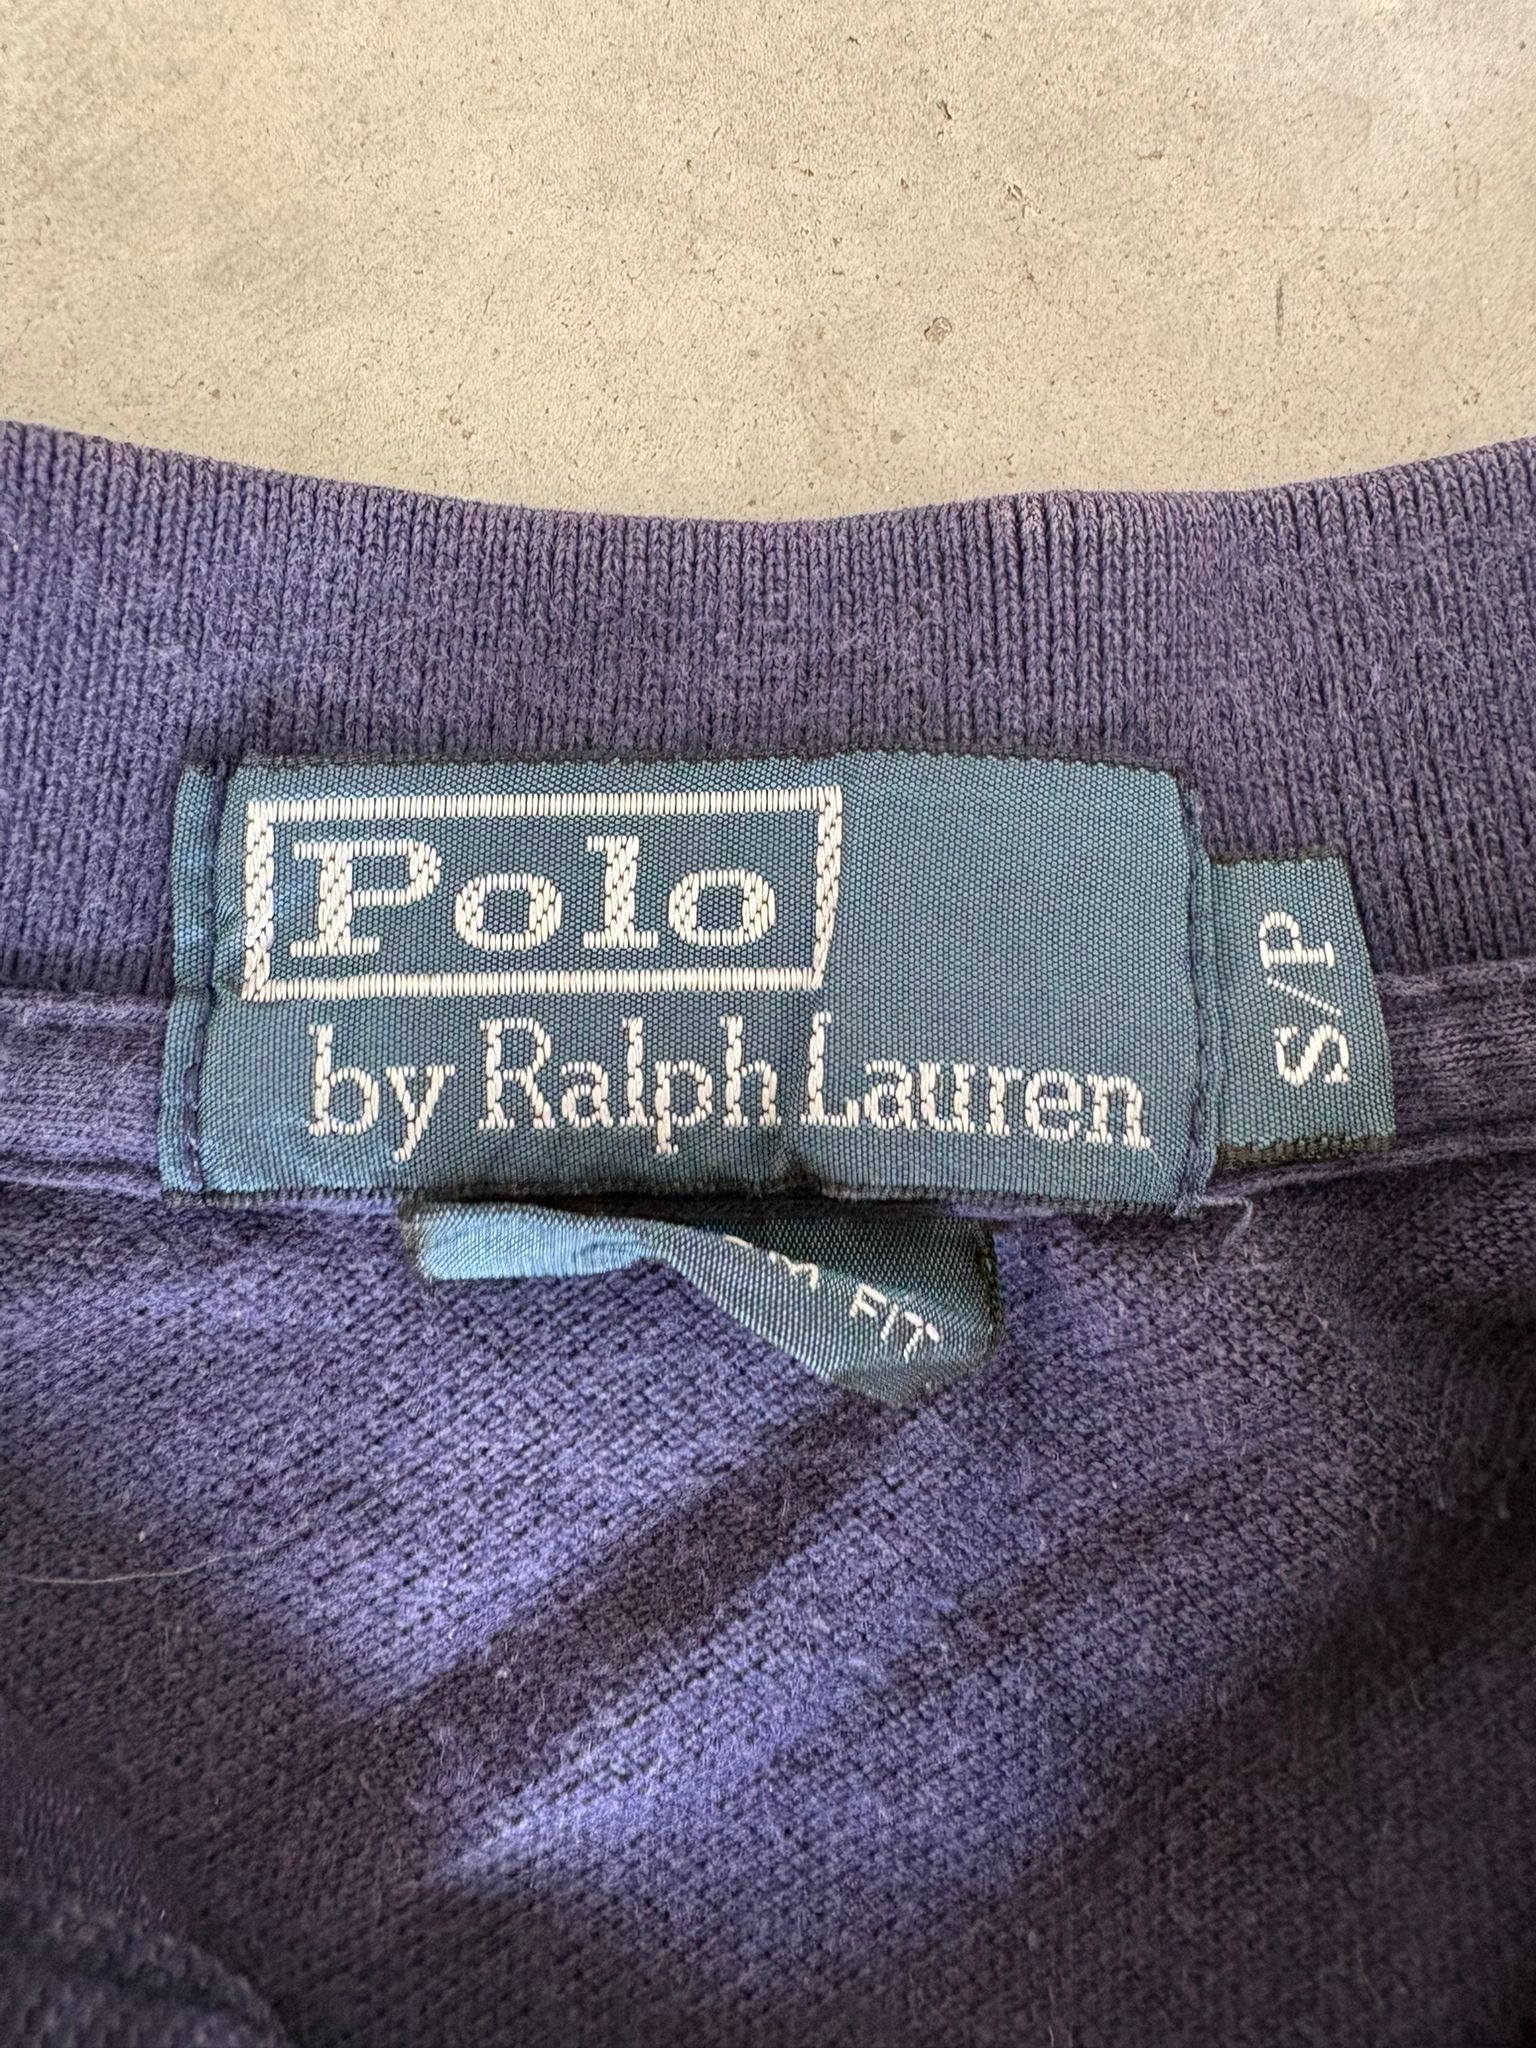 Polo
by Ralph Lauren
S/P
FIT